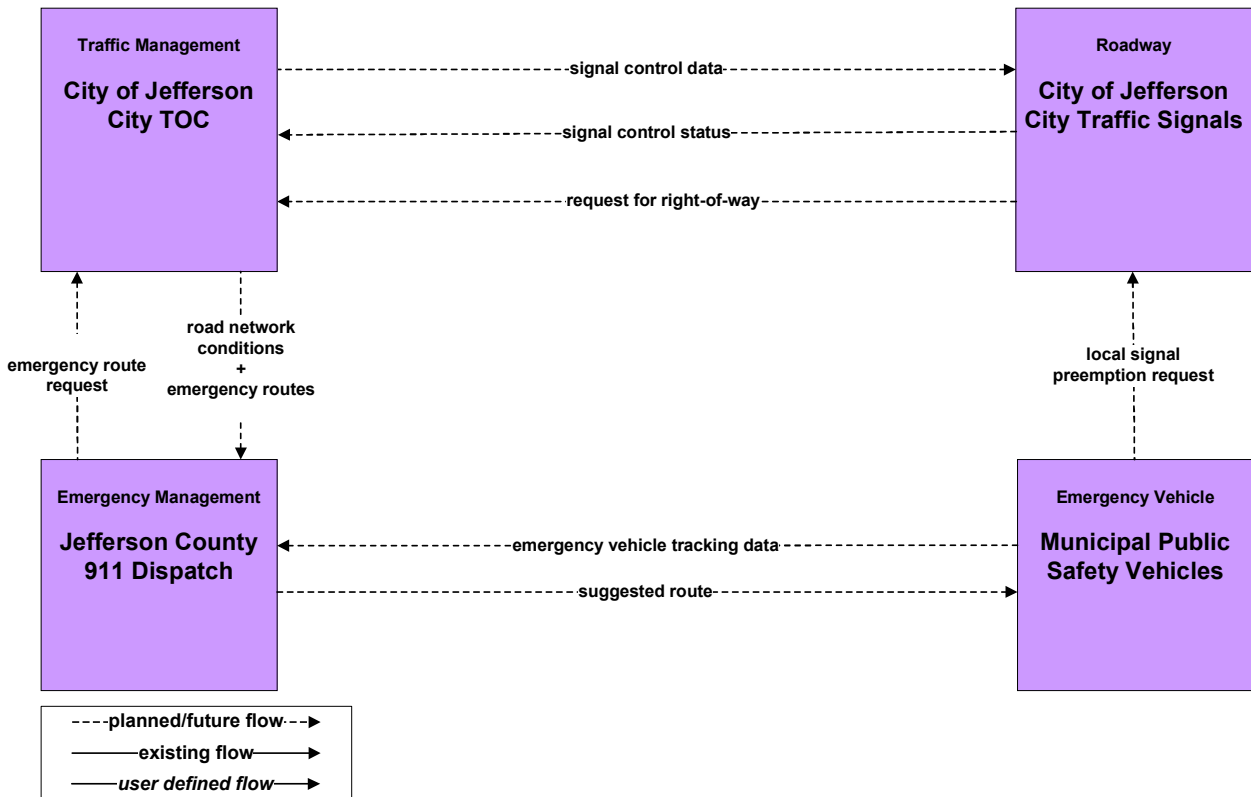 Traffic Management
City of Jefferson
City TOC
Roadway
City of Jefferson
City Traffic Signals
signal control data
signal control status
request for right-of-way
emergency route
request
road network
conditions
+
emergency routes
local signal
preemption request
Emergency Management
Jefferson County
911 Dispatch
Emergency Vehicle
Municipal Public
Safety Vehicles
emergency vehicle tracking data
suggested route
planned/future flow
existing flow
user defined flow